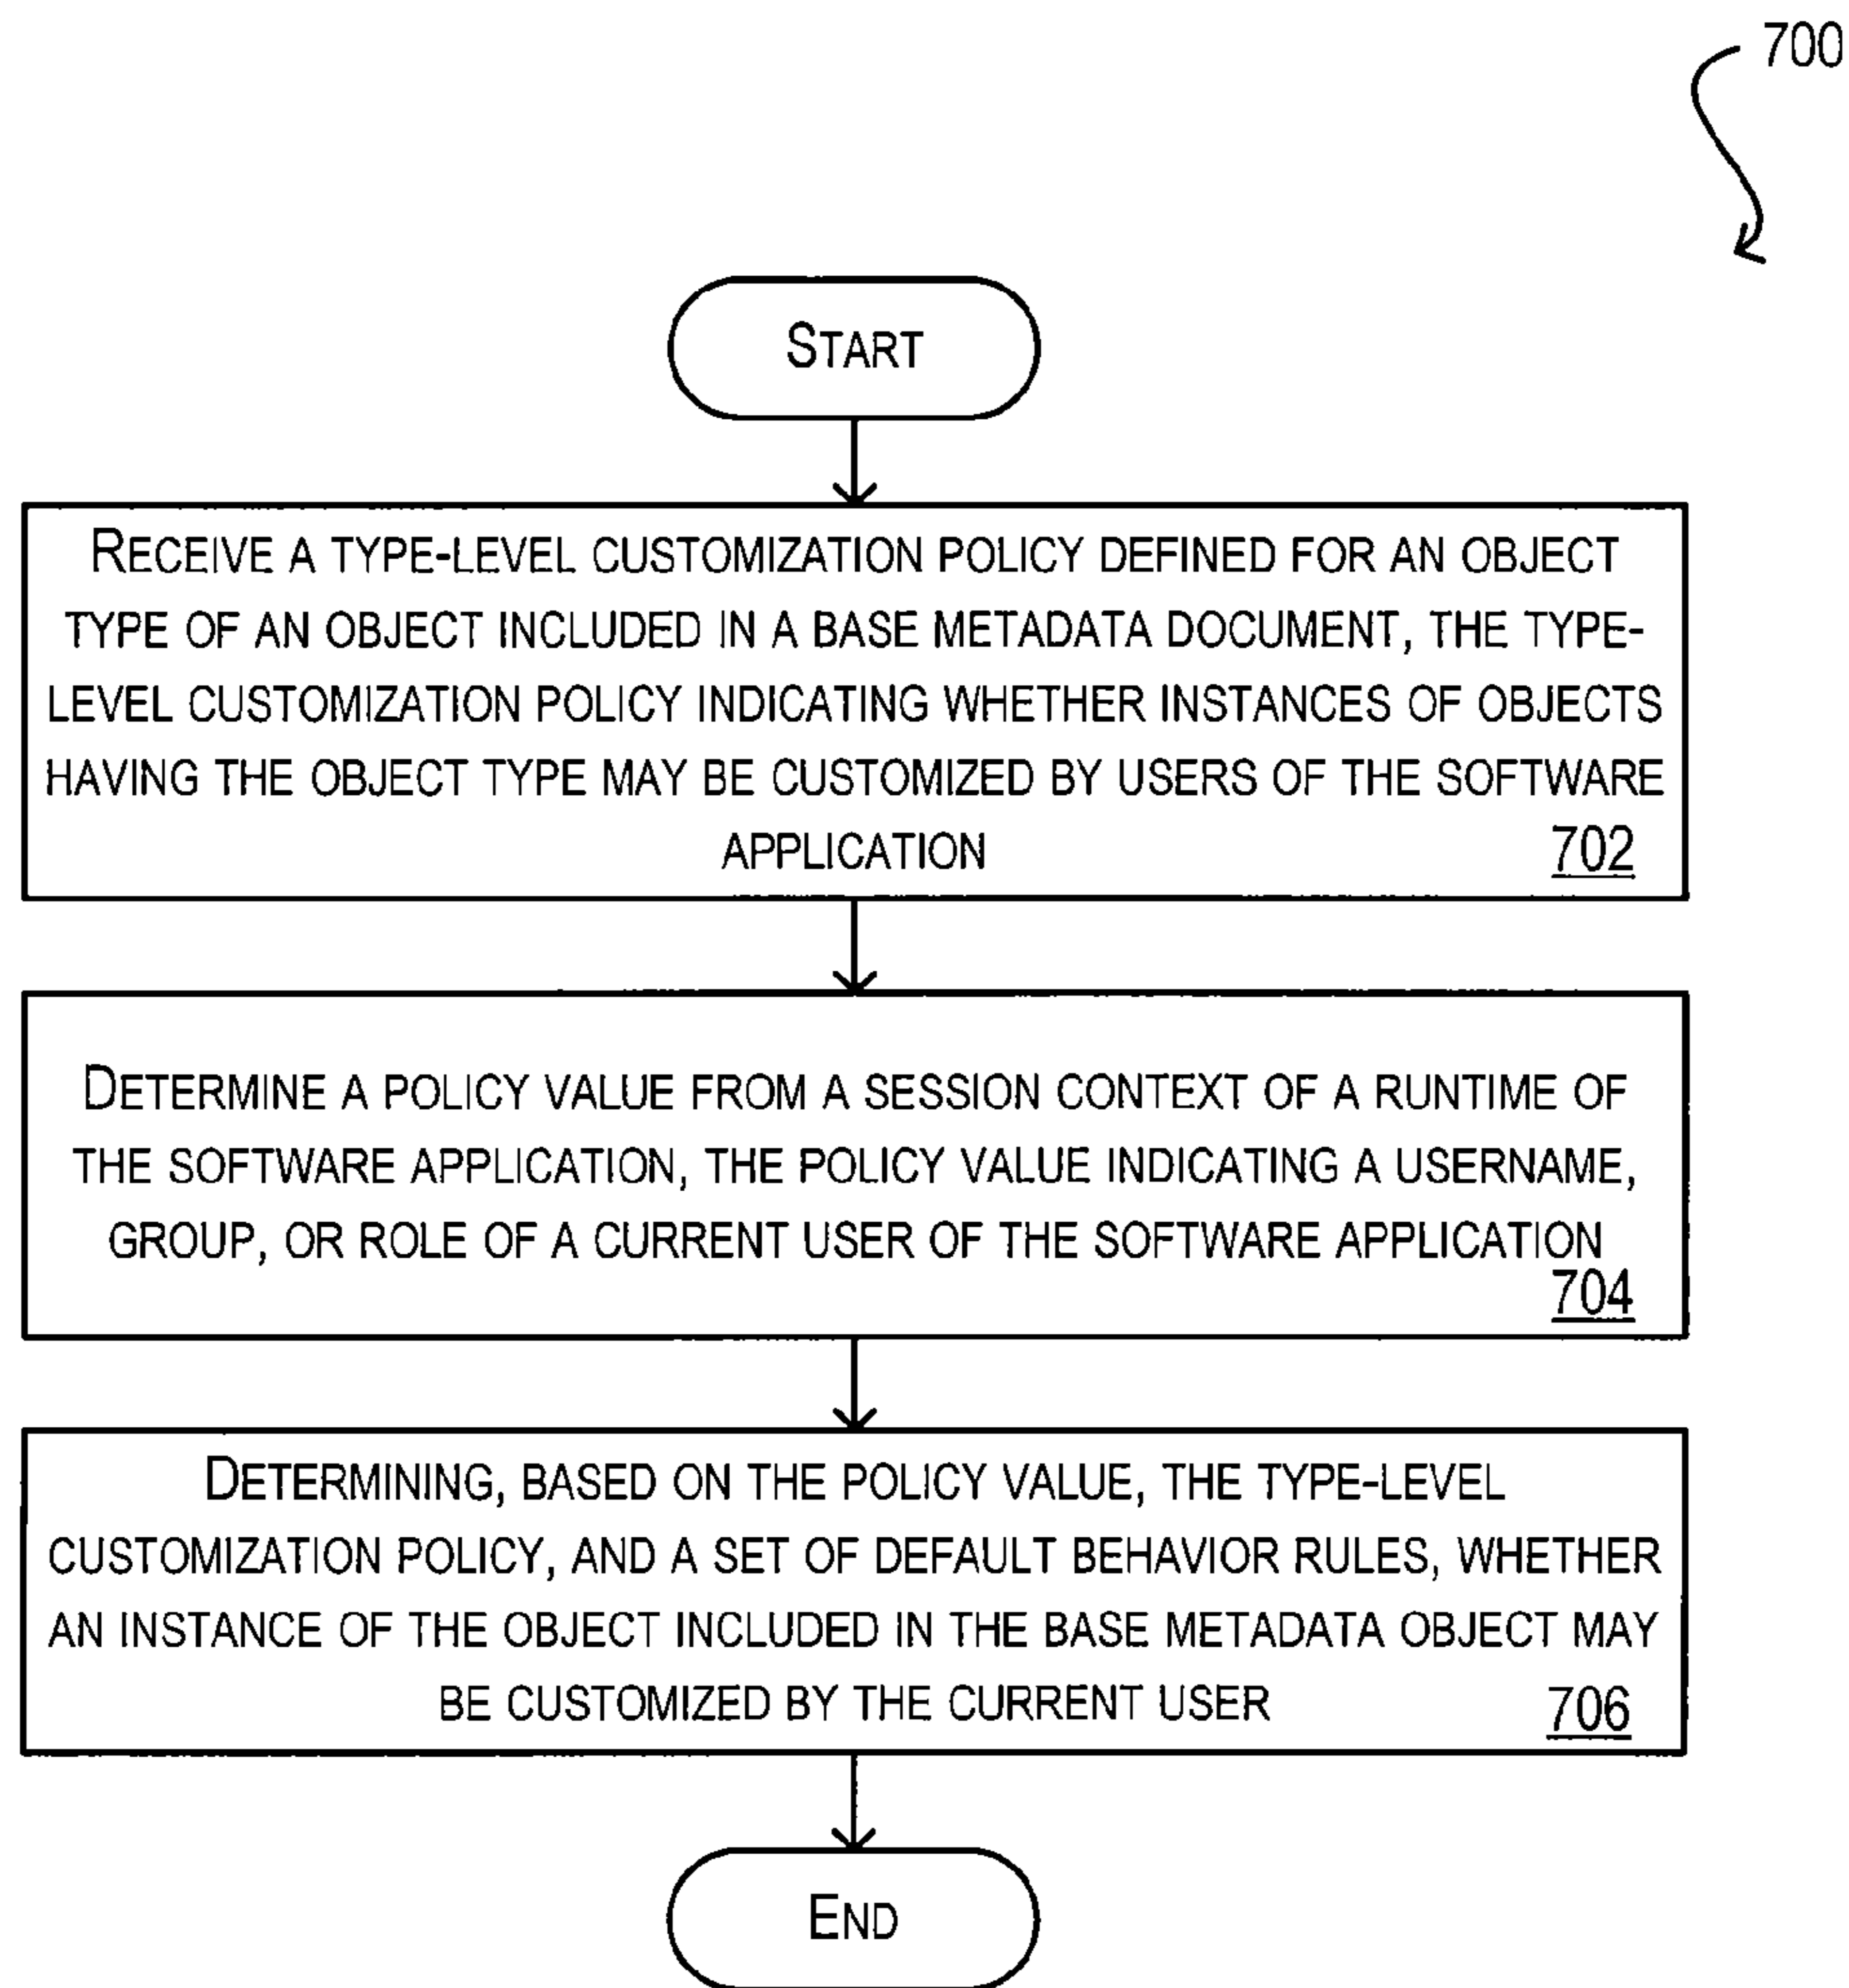 700
START
RECEIVE A TYPE-LEVEL CUSTOMIZATION POLICY DEFINED FOR AN OBJECT
TYPE OF AN OBJECT INCLUDED IN A BASE METADATA DOCUMENT, THE TYPE-
LEVEL CUSTOMIZATION POLICY INDICATING WHETHER INSTANCES OF OBJECTS
HAVING THE OBJECT TYPE MAY BE CUSTOMIZED BY USERS OF THE SOFTWARE
APPLICATION
702
DETERMINE A POLICY VALUE FROM A SESSION CONTEXT OF A RUNTIME OF
THE SOFTWARE APPLICATION, THE POLICY VALUE INDICATING A USERNAME,
GROUP, OR ROLE OF A CURRENT USER OF THE SOFTWARE APPLICATION
704
DETERMINING, BASED ON THE POLICY VALUE, THE TYPE-LEVEL
CUSTOMIZATION POLICY, AND A SET OF DEFAULT BEHAVIOR RULES, WHETHER
AN INSTANCE OF THE OBJECT INCLUDED IN THE BASE METADATA OBJECT MAY
BE CUSTOMIZED BY THE CURRENT USER
706
END